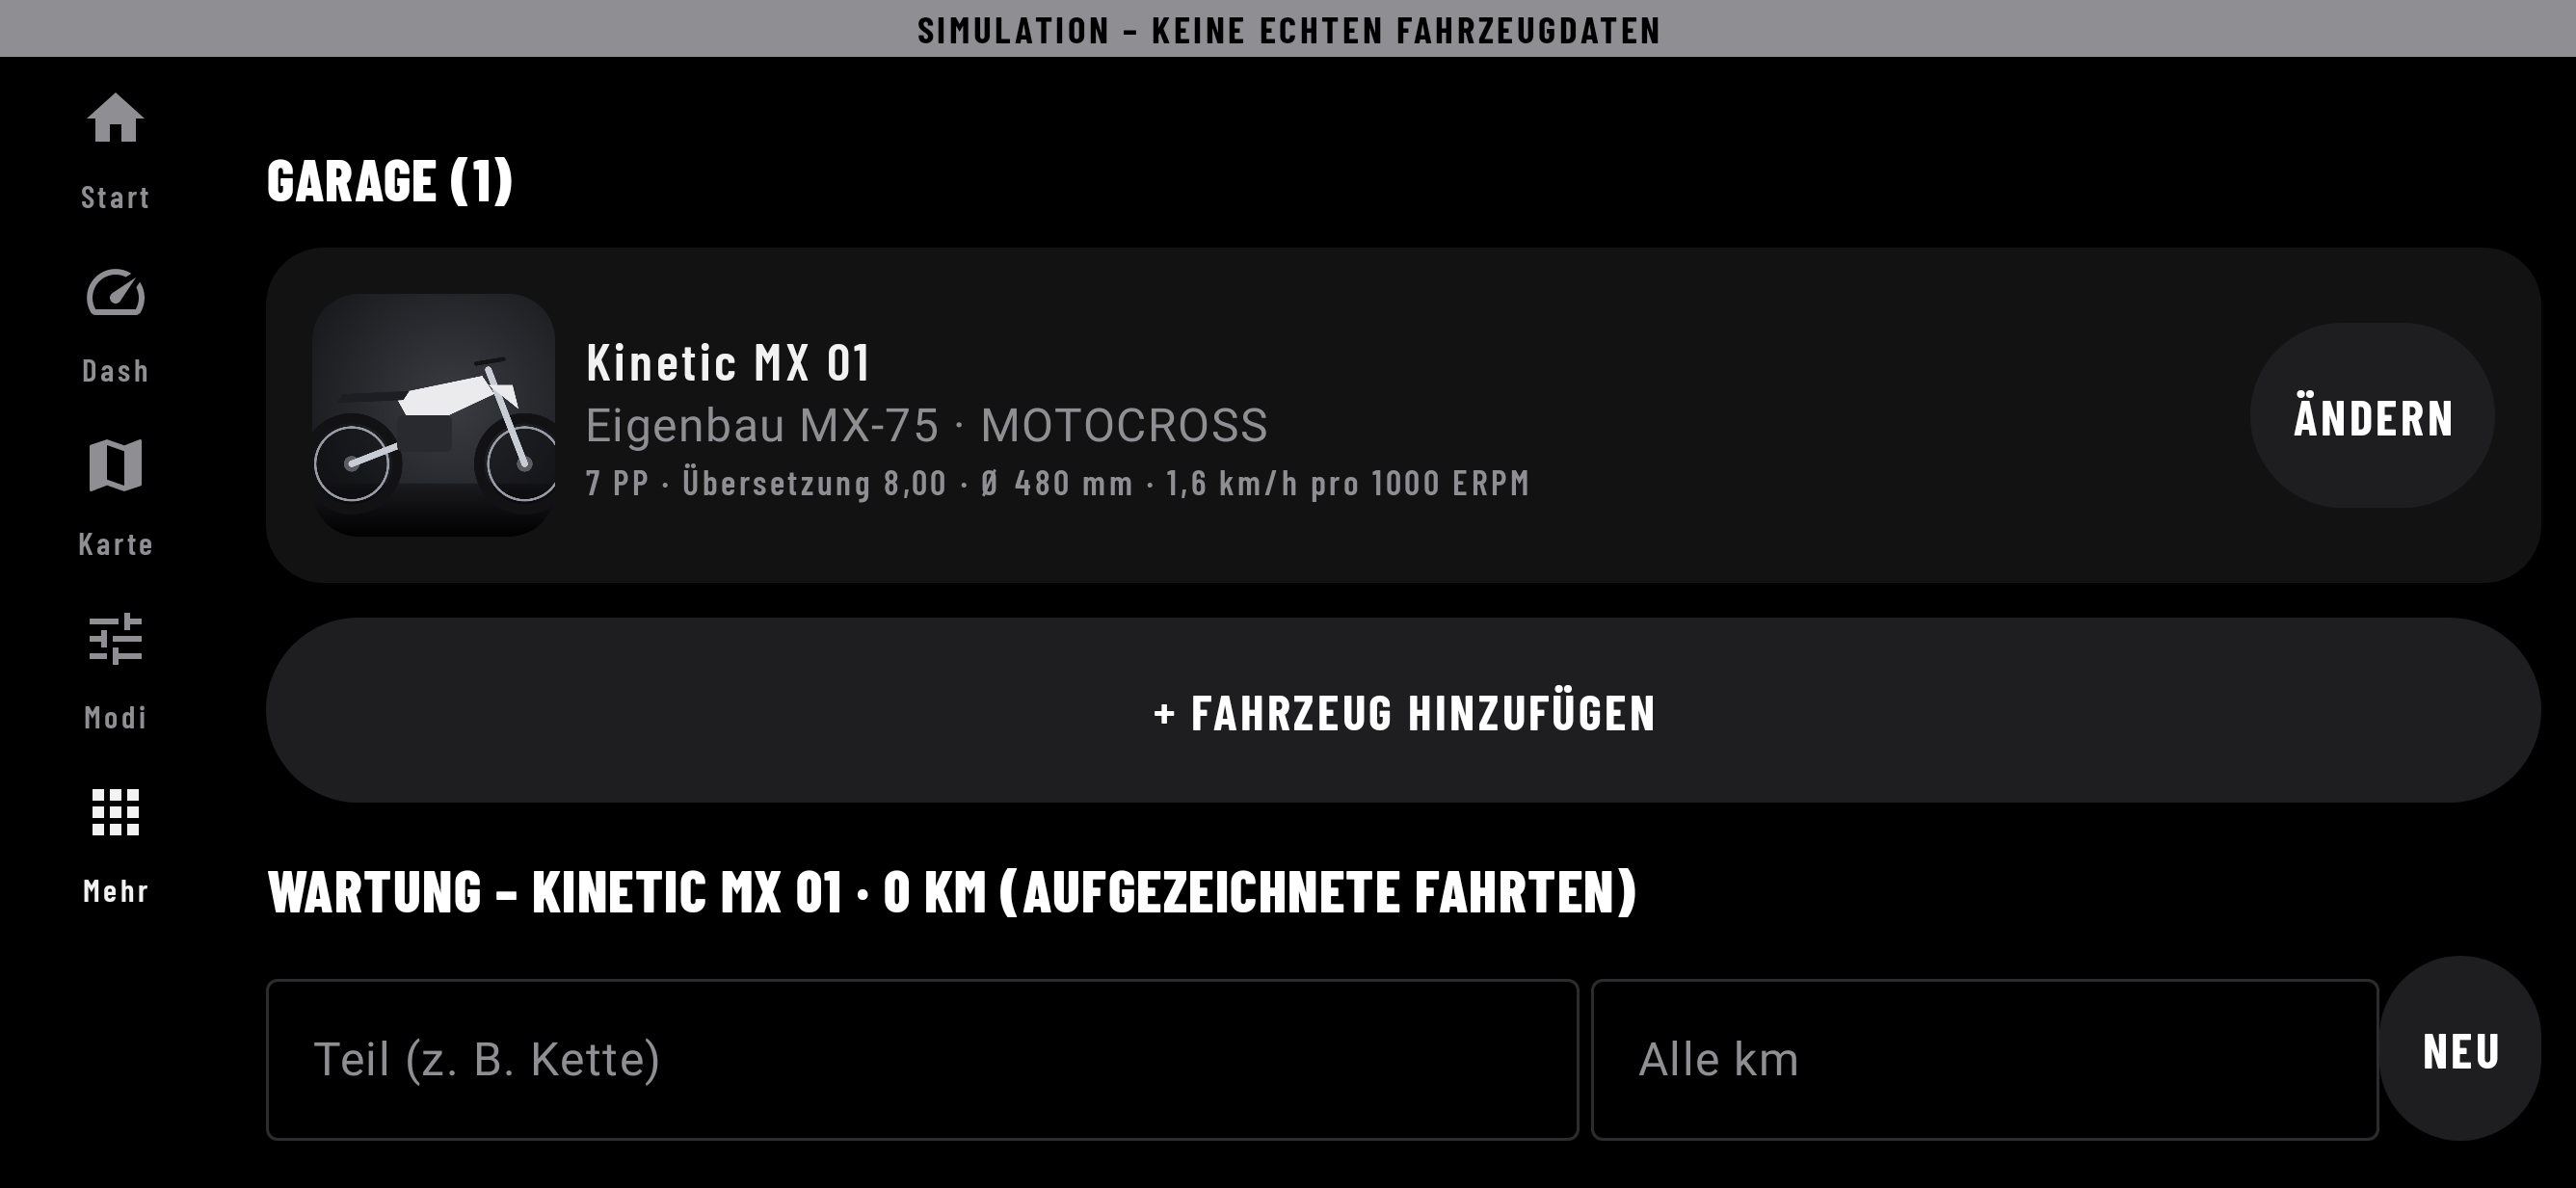 SIMULATION – KEINE ECHTEN FAHRZEUGDATEN
Start
Dash
Karte
Modi
Mehr
GARAGE (1)
Kinetic MX 01
Eigenbau MX-75 · MOTOCROSS
7 PP · Übersetzung 8,00 · Ø 480 mm · 1,6 km/h pro 1000 ERPM
ÄNDERN
+ FAHRZEUG HINZUFÜGEN
WARTUNG – KINETIC MX 01 · 0 KM (AUFGEZEICHNETE FAHRTEN)
Teil (z. B. Kette)
Alle km
NEU